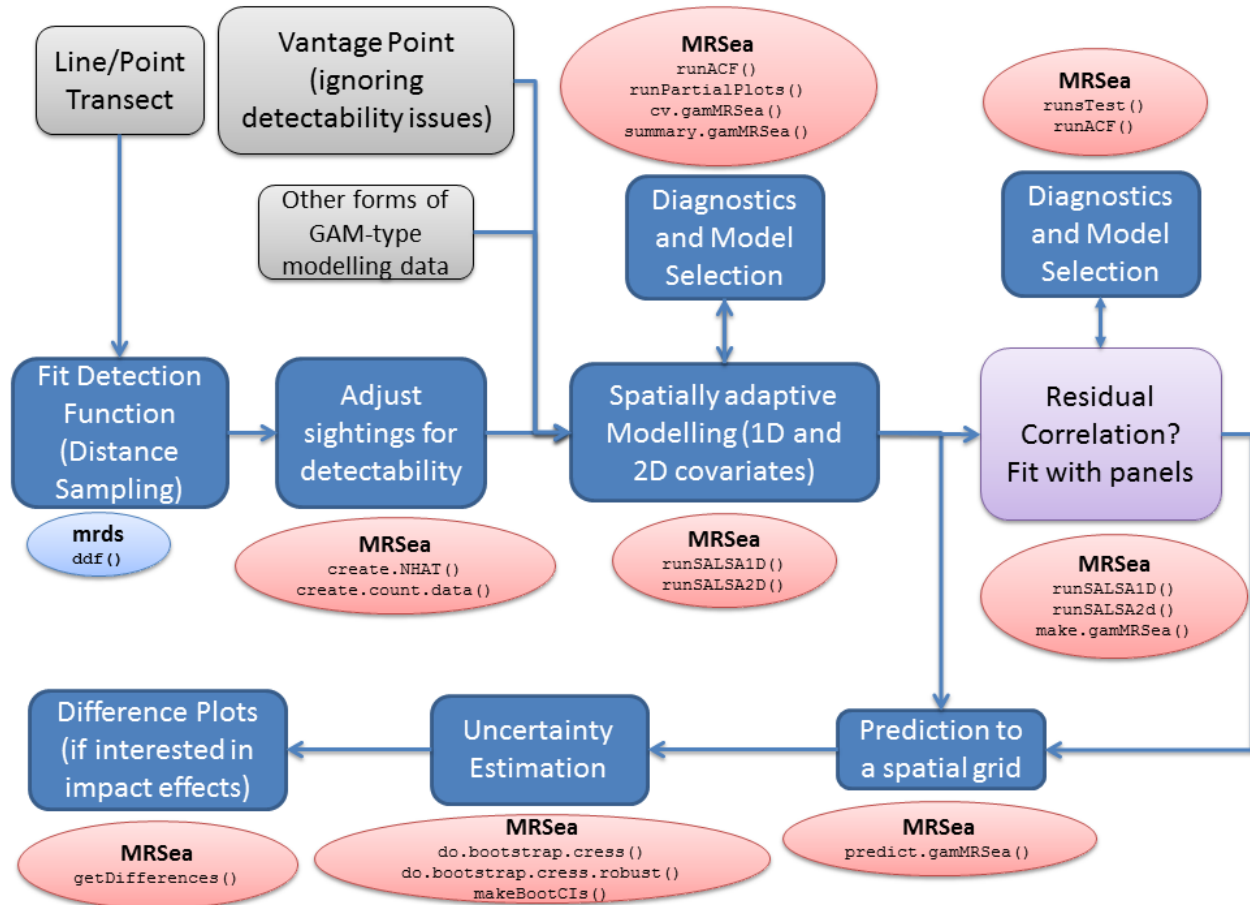 Line/Point
Transect
Vantage Point
(ignoring
detectability issues)
Other forms of
GAM-type
modelling data
MRSea
runACF()
runPartialPlots()
cv.gamMRSea()
summary.gamMRSea()
MRSea
runsTest()
runACF()
Diagnostics
and Model
Selection
Diagnostics
and Model
Selection
Fit Detection
Function
(Distance
Sampling)
mrds
ddf()
Adjust
sightings for
detectability
MRSea
create.NHAT()
create.count.data()
Spatially adaptive
Modelling (1D and
2D covariates)
MRSea
runSALSA1D()
runSALSA2D()
Residual
Correlation?
Fit with panels
MRSea
runSALSA1D()
runSALSA2d()
make.gamMRSea()
Difference Plots
(if interested in
impact effects)
MRSea
getDifferences()
Uncertainty
Estimation
MRSea
do.bootstrap.cress()
do.bootstrap.cress.robust()
makeBootCIs()
Prediction to
a spatial grid
MRSea
predict.gamMRSea()